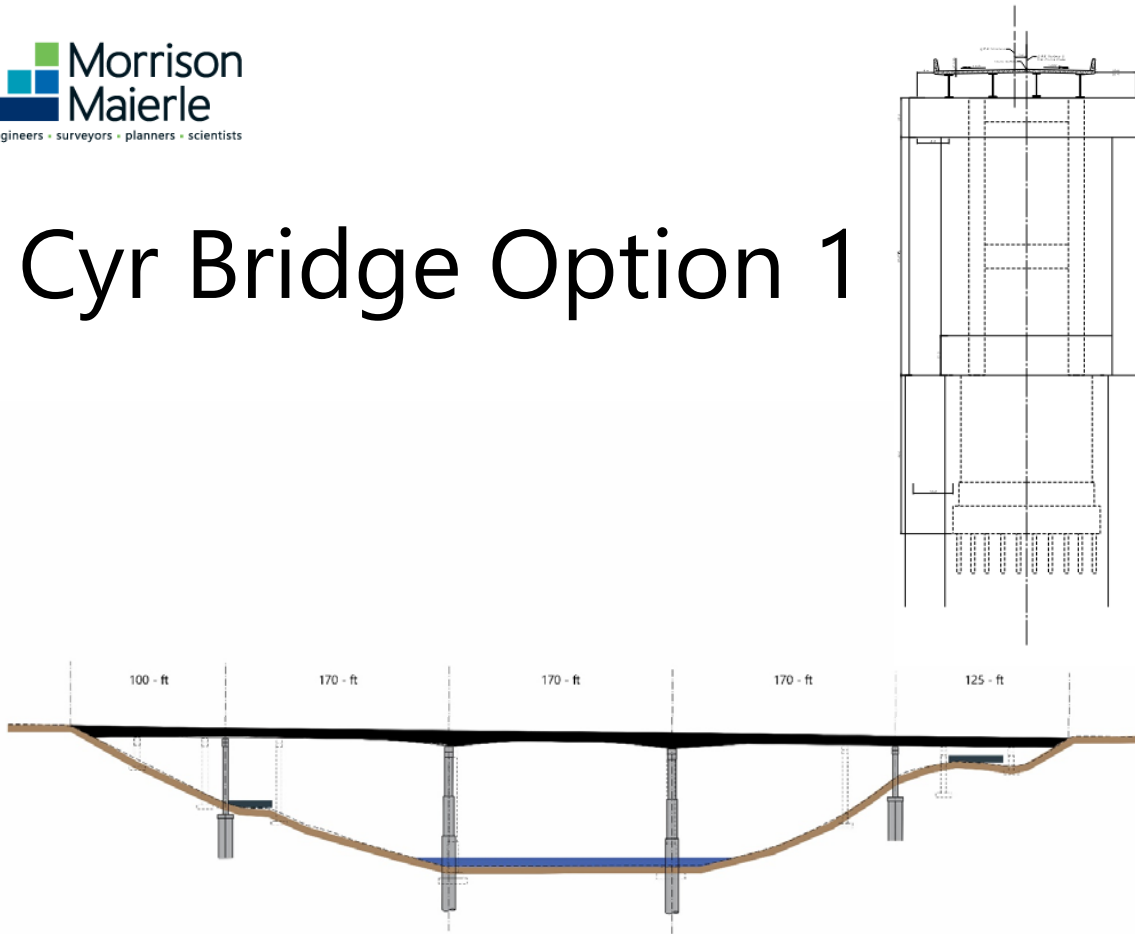 Morrison
Maierle
gineers • surveyors • planners • scientists
Cyr Bridge Option 1
100 - ft
170 - ft
170 - ft
170 - ft
125 - ft